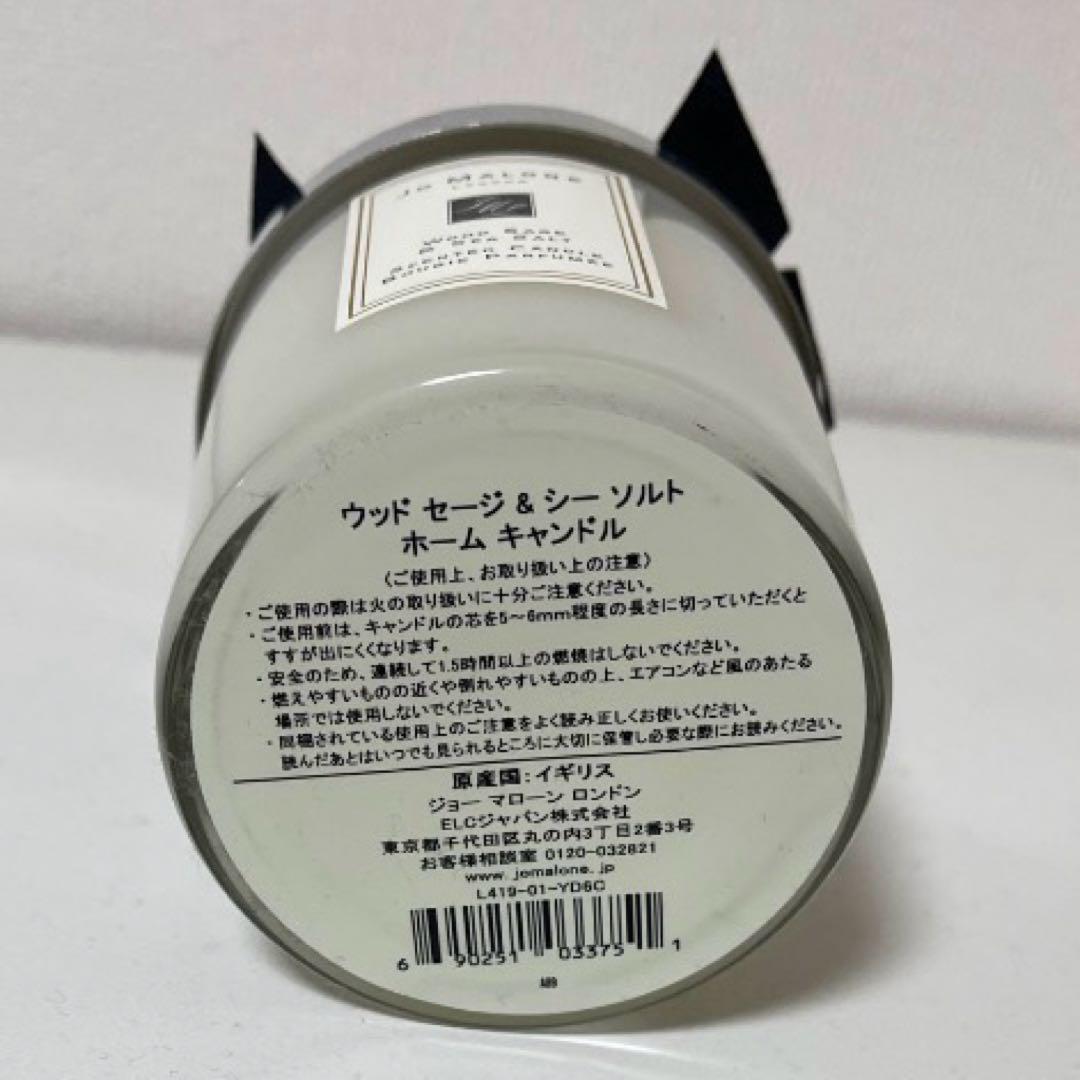 JO MALONE
LONDON
WOOD SAGE
& SEA SALT
SCENTED CANDLE
BOUGIE PARFUMÉE
ウッド セージ & シー ソルト
ホーム キャンドル
(ご使用上、お取り扱い上の注意)
・ご使用の際は火の取り扱いに十分ご注意ください。
・ご使用前は、キャンドルの芯を5~6mm程度の長さに切っていただくと
すすが出にくくなります。
・安全のため、連続して1.5時間以上の燃焼はしないでください。
・燃えやすいものの近くや倒れやすいものの上、エアコンなど風のあたる
場所では使用しないでください。
・同梱されている使用上のご注意をよく読み正しくお使いください。
読んだあとはいつでも見られるところに大切に保管し必要な際にお読みください。
原産国:イギリス
ジョー マローン ロンドン
ELCジャパン株式会社
東京都千代田区丸の内3丁目2番3号
お客様相談室 0120-032821
www.jomalone.jp
L419-01-YD6C
6 90251 03375 1
A89